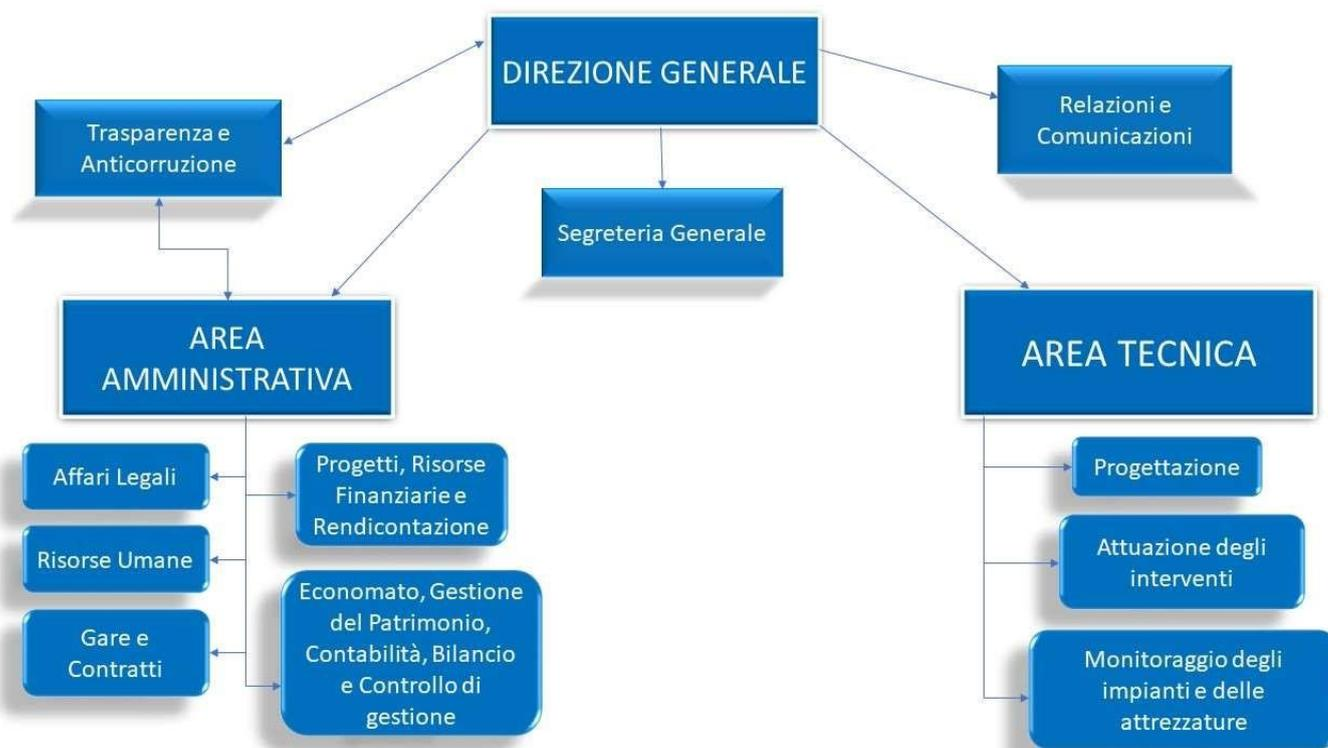 DIREZIONE GENERALE
Relazioni e
Comunicazioni
Trasparenza e
Anticorruzione
Segreteria Generale
AREA
AMMINISTRATIVA
AREA TECNICA
Affari Legali
Risorse Umane
Gare e
Contratti
Progetti, Risorse
Finanziarie e
Rendicontazione
Economato, Gestione
del Patrimonio,
Contabilità, Bilancio
e Controllo di
gestione
Progettazione
Attuazione degli
interventi
Monitoraggio degli
impianti e delle
attrezzature